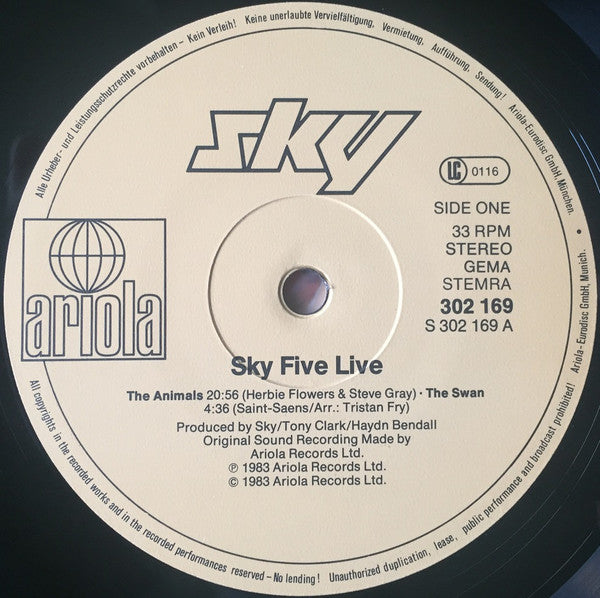 Alle Urheber- und Leistungsschutzrechte vorbehalten – Kein Verleih! Keine unerlaubte Vervielfältigung, Vermietung, Aufführung, Sendung! Ariola-Eurodisc GmbH, München.
sky
LC 0116
SIDE ONE
33 RPM
STEREO
GEMA
STEMRA
302 169
S 302 169 A
ariola
Sky Five Live
The Animals 20:56 (Herbie Flowers & Steve Gray) · The Swan
4:36 (Saint-Saens/Arr.: Tristan Fry)
Produced by Sky/Tony Clark/Haydn Bendall
Original Sound Recording Made by
Ariola Records Ltd.
℗ 1983 Ariola Records Ltd.
© 1983 Ariola Records Ltd.
All copyrights in the recorded works and in the recorded performances reserved – No lending! Unauthorized duplication, lease, public performance and broadcast prohibited! Ariola-Eurodisc GmbH, Munich.